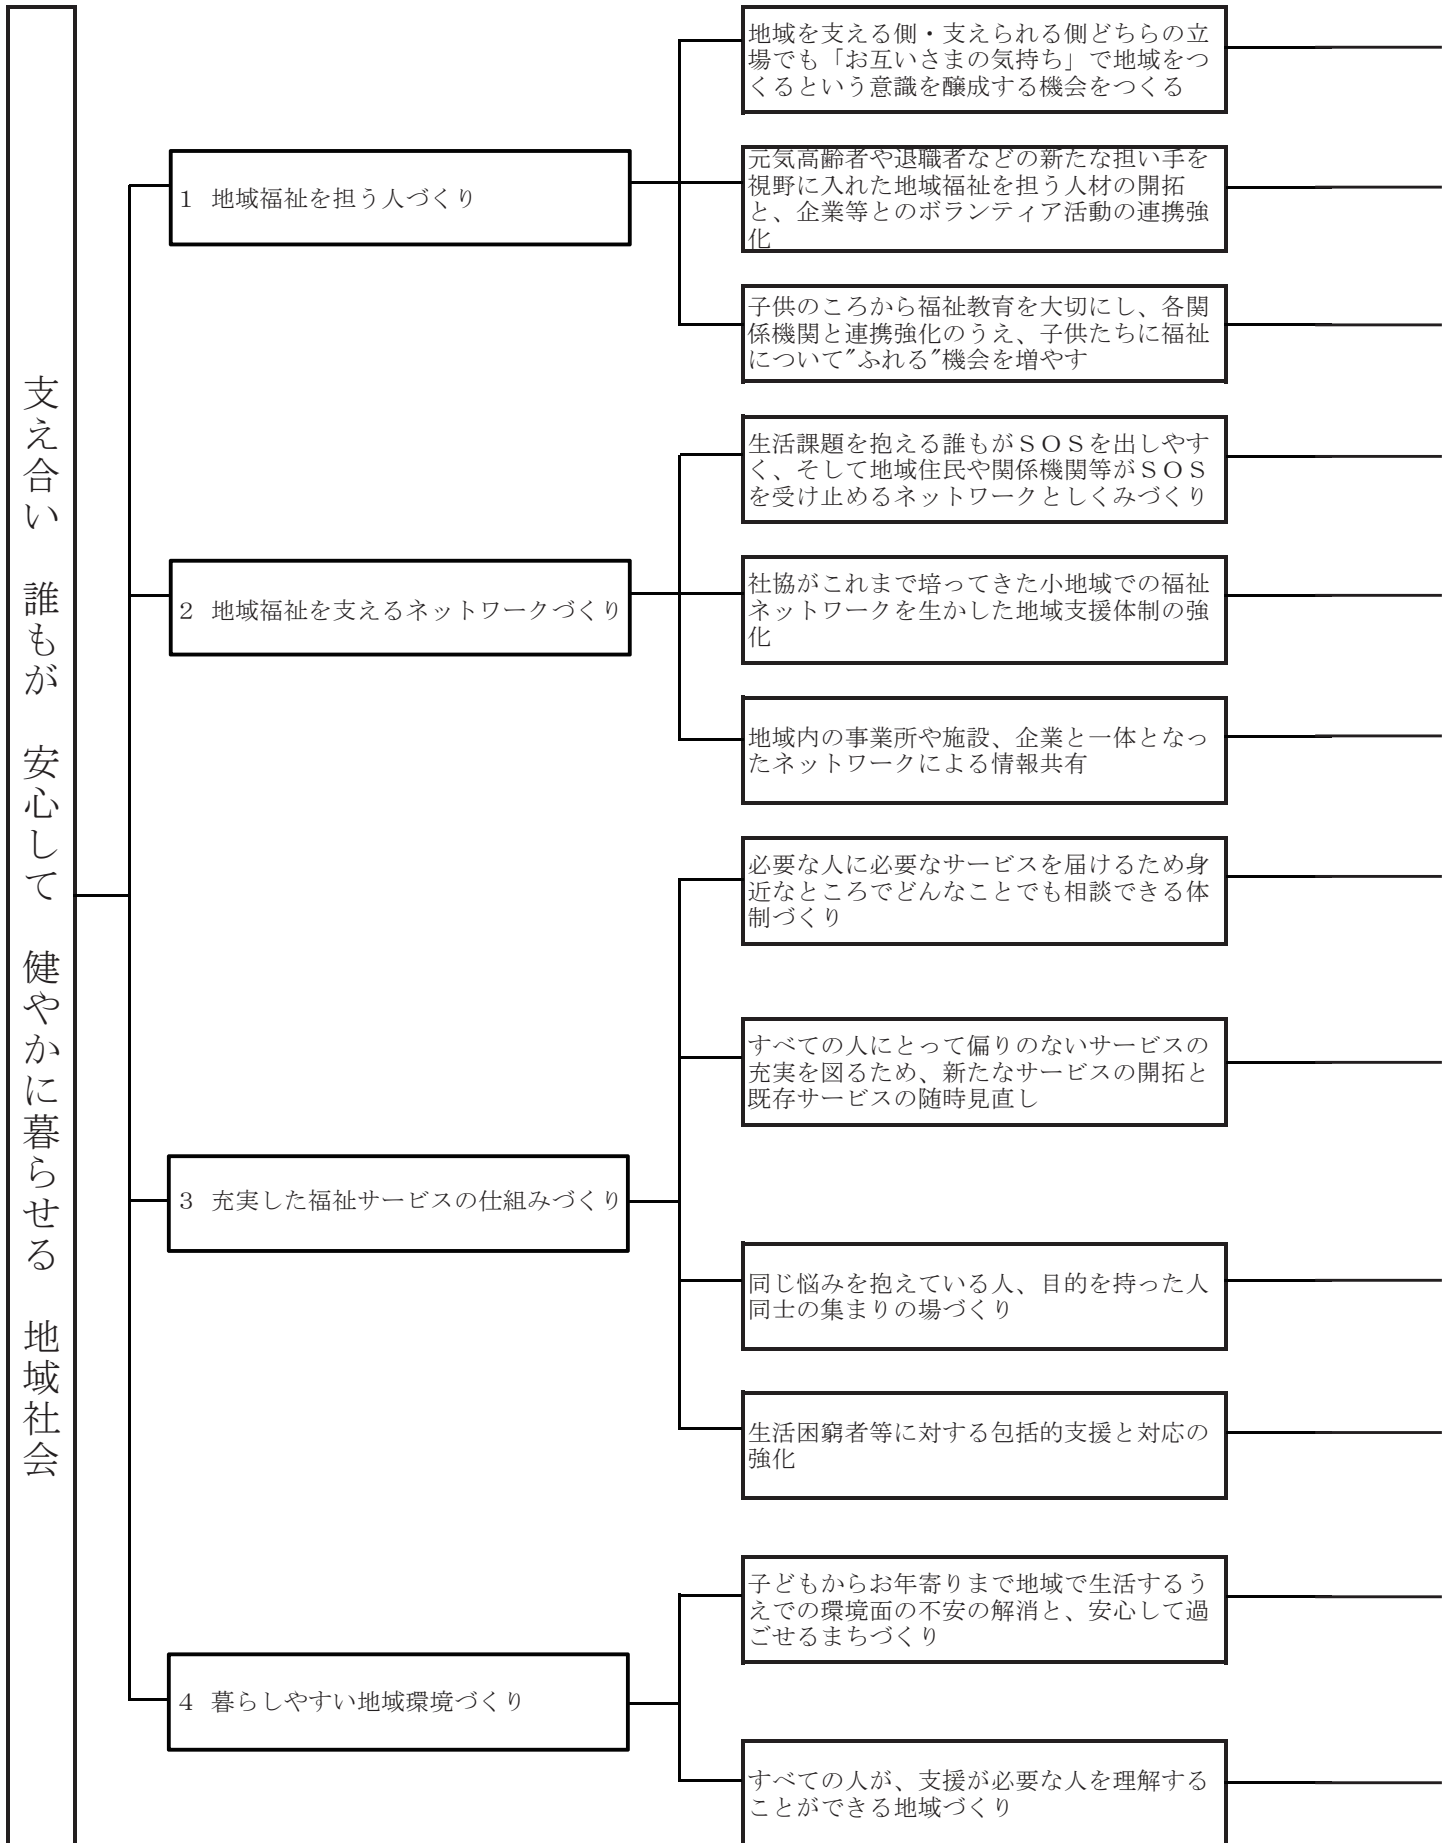 支え合い　誰もが　安心して　健やかに暮らせる　地域社会
1 地域福祉を担う人づくり
地域を支える側・支えられる側どちらの立
場でも「お互いさまの気持ち」で地域をつ
くるという意識を醸成する機会をつくる
元気高齢者や退職者などの新たな担い手を
視野に入れた地域福祉を担う人材の開拓
と、企業等とのボランティア活動の連携強
化
子供のころから福祉教育を大切にし、各関
係機関と連携強化のうえ、子供たちに福祉
について″ふれる″機会を増やす
2 地域福祉を支えるネットワークづくり
生活課題を抱える誰もがＳＯＳを出しやす
く、そして地域住民や関係機関等がＳＯＳ
を受け止めるネットワークとしくみづくり
社協がこれまで培ってきた小地域での福祉
ネットワークを生かした地域支援体制の強
化
地域内の事業所や施設、企業と一体となっ
たネットワークによる情報共有
3 充実した福祉サービスの仕組みづくり
必要な人に必要なサービスを届けるため身
近なところでどんなことでも相談できる体
制づくり
すべての人にとって偏りのないサービスの
充実を図るため、新たなサービスの開拓と
既存サービスの随時見直し
同じ悩みを抱えている人、目的を持った人
同士の集まりの場づくり
生活困窮者等に対する包括的支援と対応の
強化
4 暮らしやすい地域環境づくり
子どもからお年寄りまで地域で生活するう
えでの環境面の不安の解消と、安心して過
ごせるまちづくり
すべての人が、支援が必要な人を理解する
ことができる地域づくり